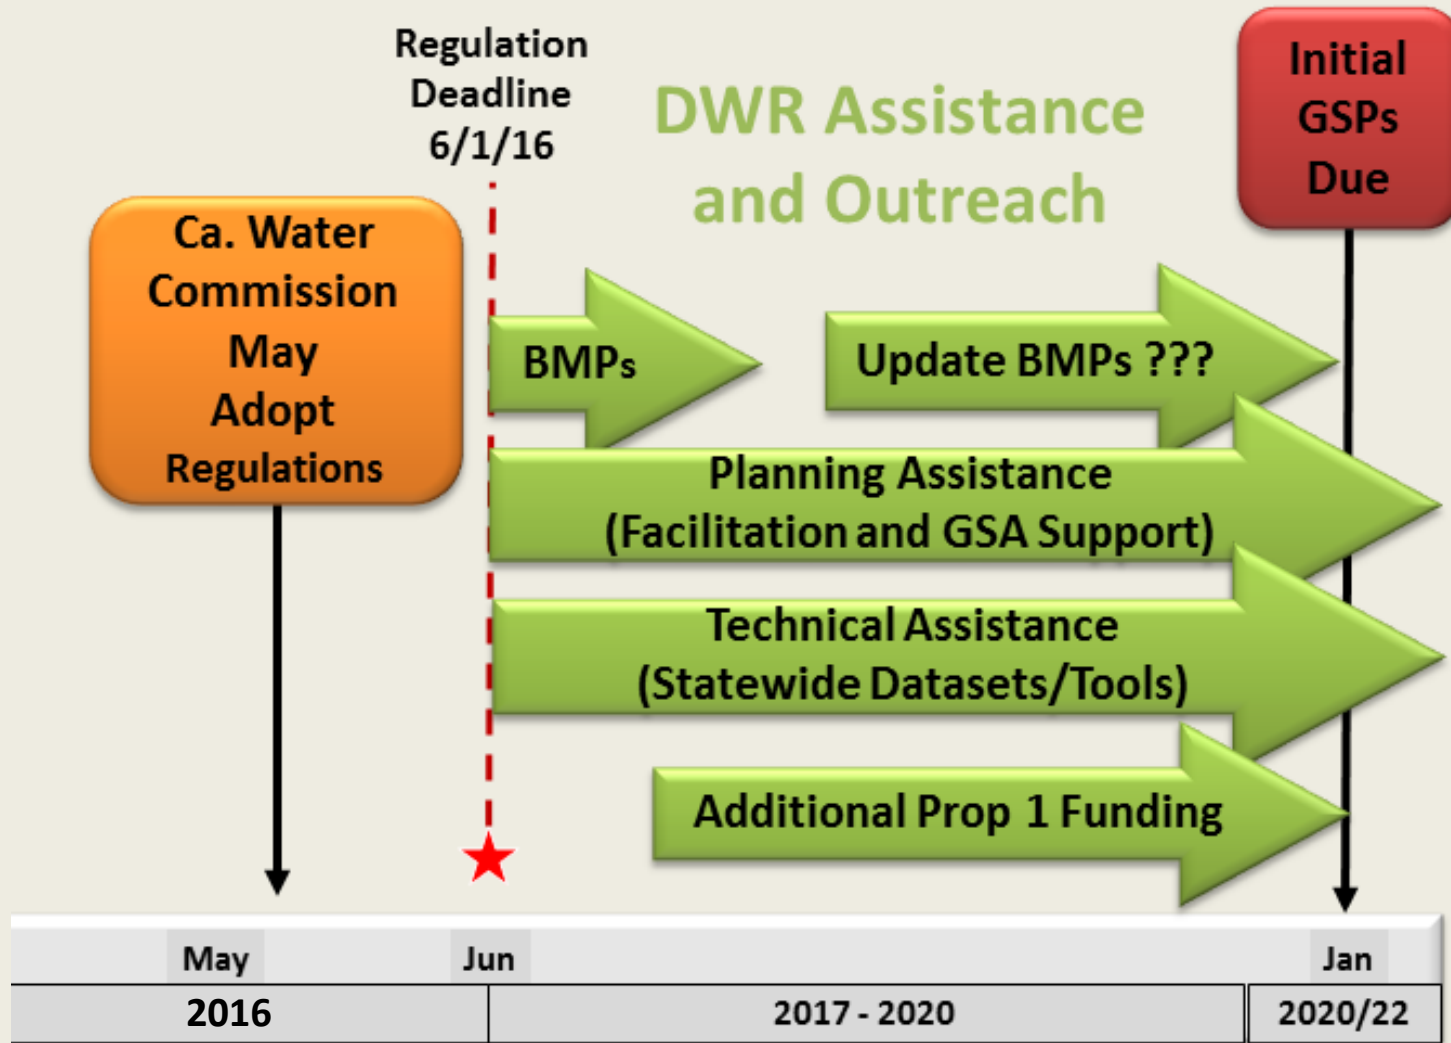 Regulation
Deadline
6/1/16
DWR Assistance
and Outreach
Initial
GSPs
Due
Ca. Water
Commission
May
Adopt
Regulations
BMPs
Update BMPs ???
Planning Assistance
(Facilitation and GSA Support)
Technical Assistance
(Statewide Datasets/Tools)
Additional Prop 1 Funding
May
Jun
Jan
2016
2017 - 2020
2020/22